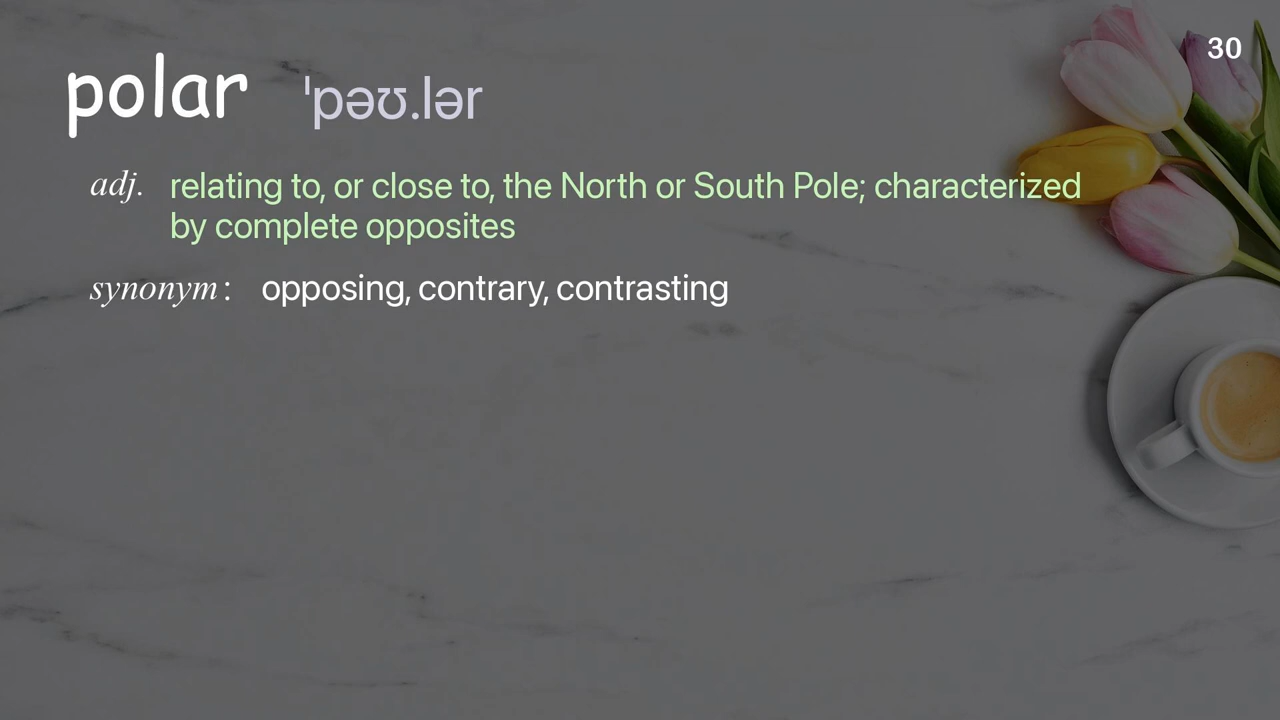 30
polar ˈpəʊ.lər
adj. relating to, or close to, the North or South Pole; characterized
by complete opposites
synonym : opposing, contrary, contrasting